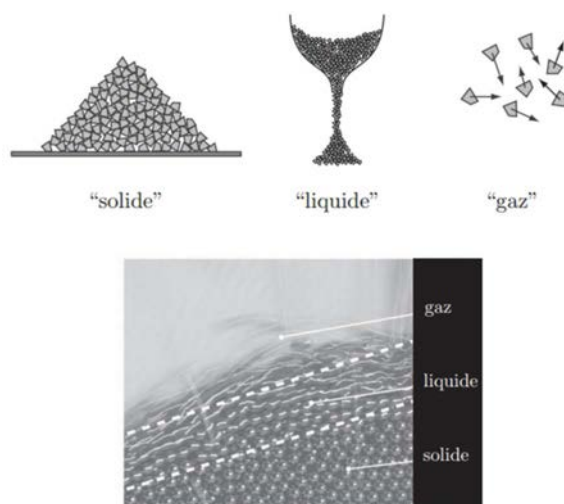 “solide” “liquide” “gaz”
gaz
liquide
solide